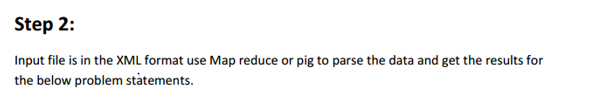 Step 2:
Input file is in the XML format use Map reduce or pig to parse the data and get the results for
the below problem statements.